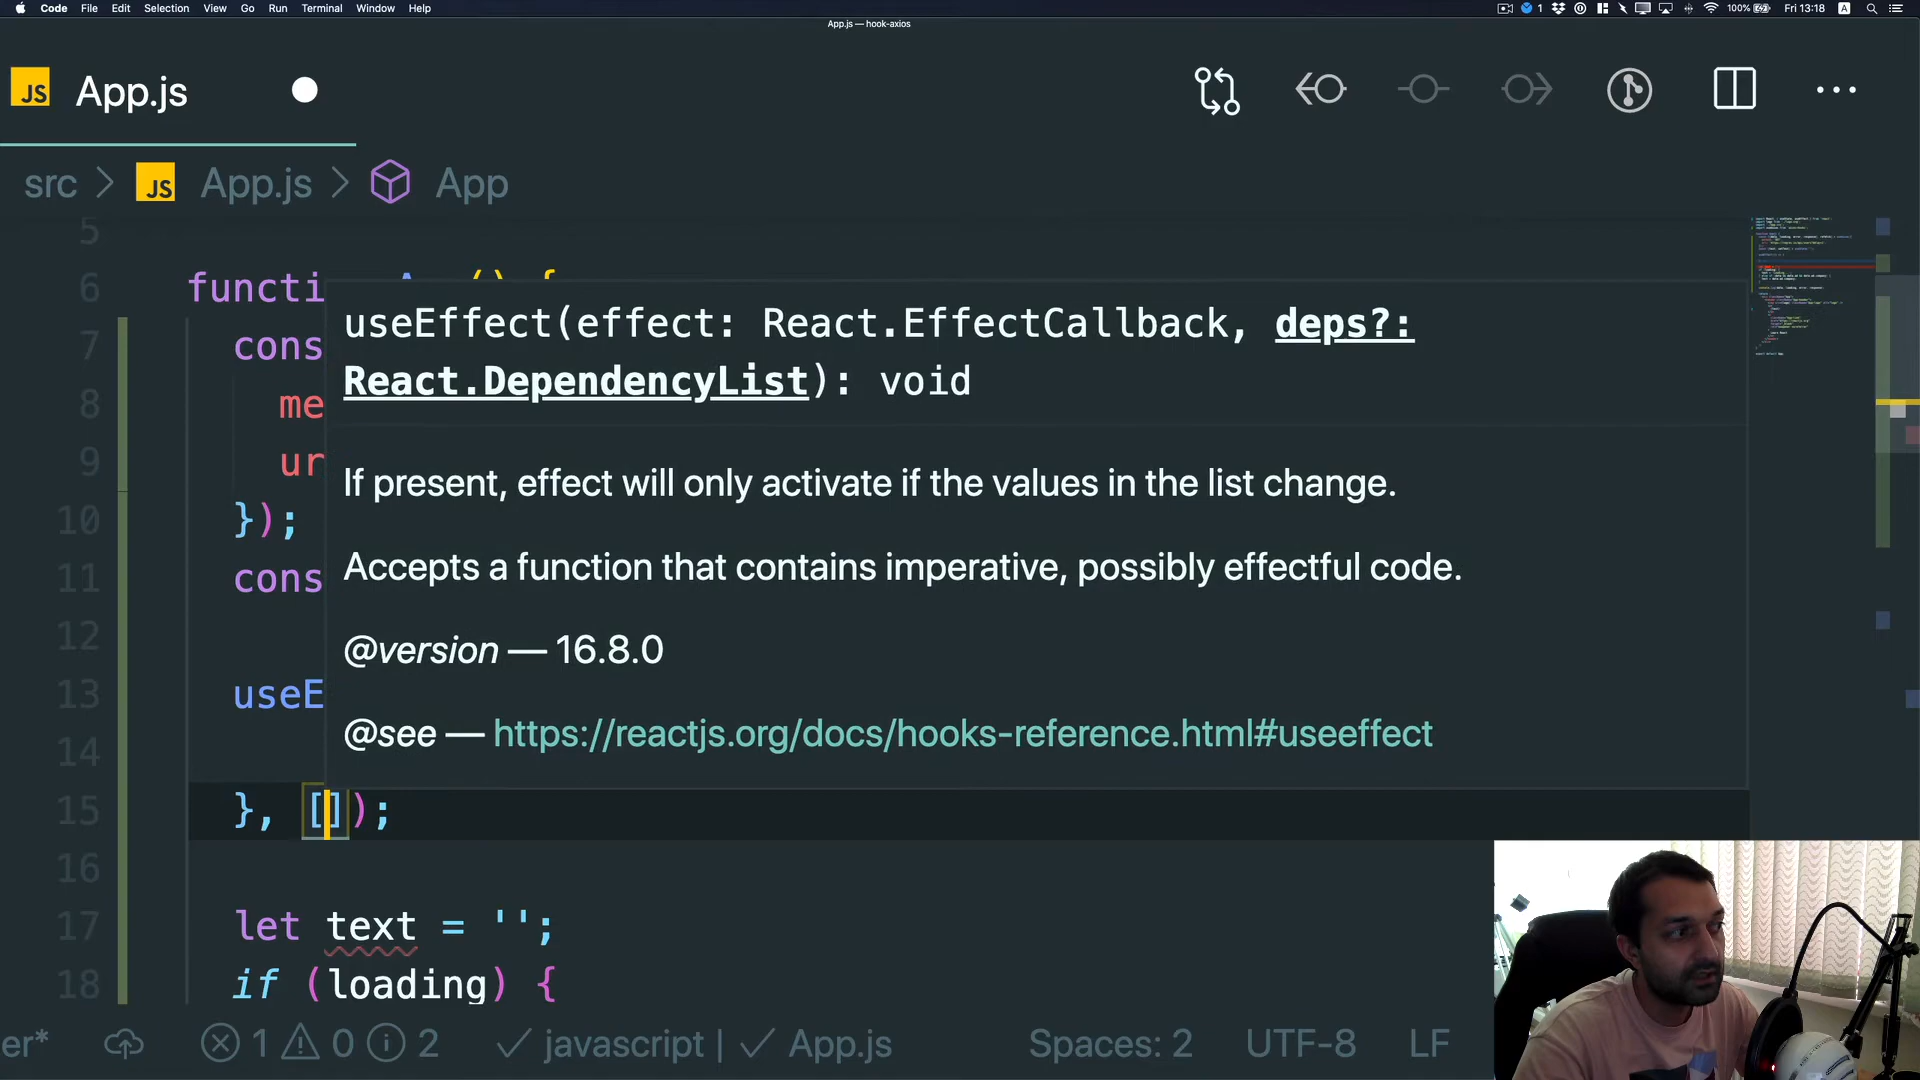 Code File Edit Selection View Go Run Terminal Window Help 1 100% Fri 13:18 A
App.js — hook-axios
JS App.js
src > JS App.js > App
5
6 functi
7 cons
8 me
9 ur
10 });
11 cons
12
13 useE
14
15 }, []);
16
17 let text = '';
18 if (loading) {
useEffect(effect: React.EffectCallback, deps?:
React.DependencyList): void
If present, effect will only activate if the values in the list change.
Accepts a function that contains imperative, possibly effectful code.
@version — 16.8.0
@see — https://reactjs.org/docs/hooks-reference.html#useeffect
er* 1 0 2 javascript | App.js Spaces: 2 UTF-8 LF